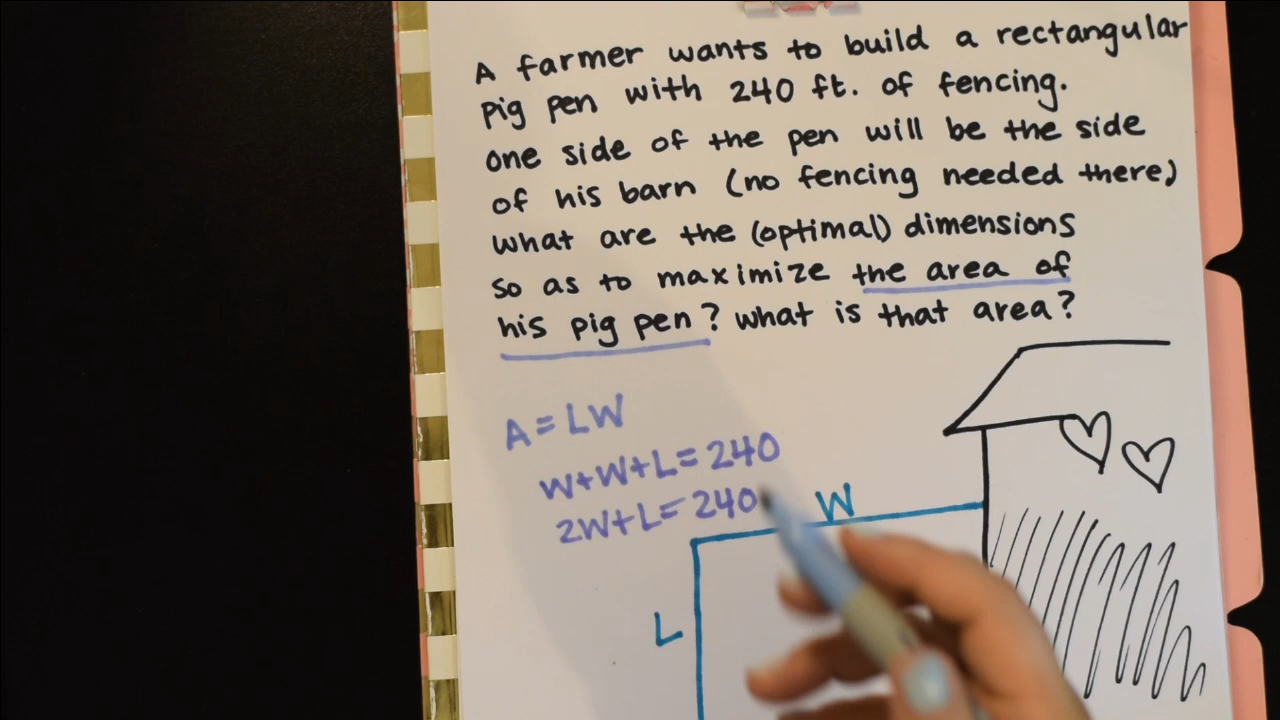 A farmer wants to build a rectangular
pig pen with 240 ft. of fencing.
one side of the pen will be the side
of his barn (no fencing needed there)
what are the (optimal) dimensions
so as to maximize the area of
his pig pen? what is that area?
A = LW
W+W+L=240
2W+L=240
W
L